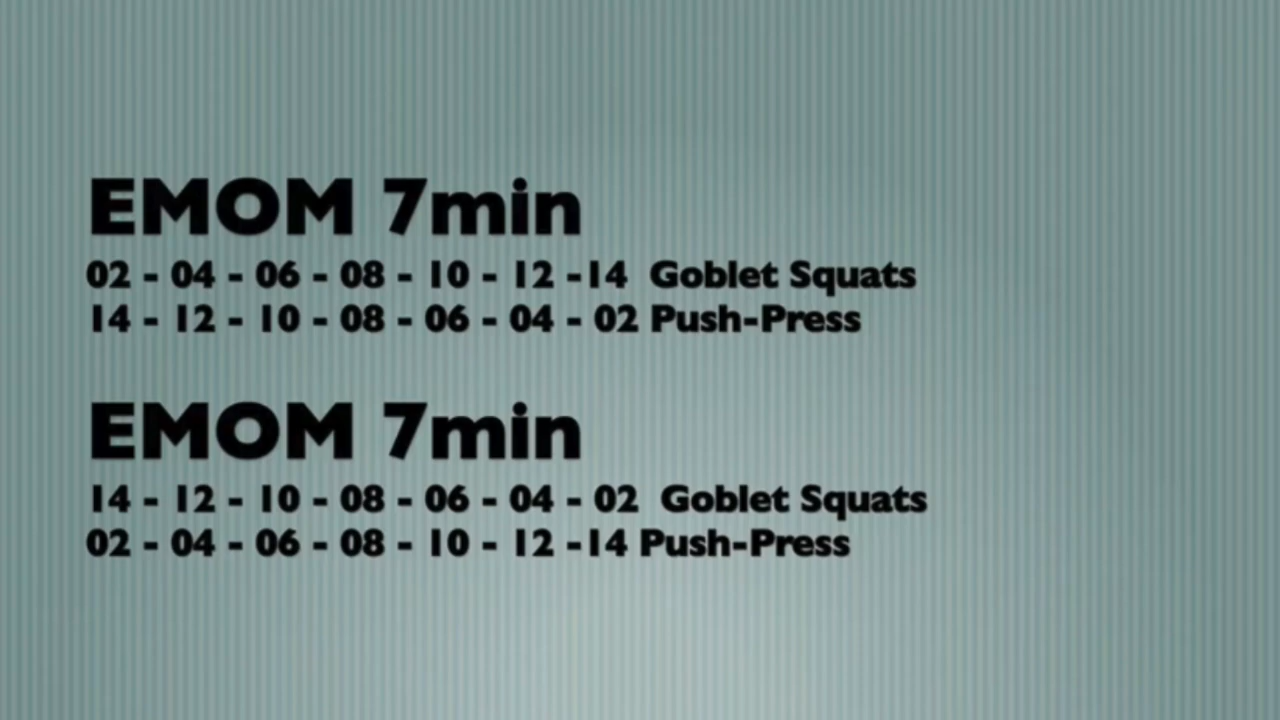 EMOM 7min
02 - 04 - 06 - 08 - 10 - 12 -14 Goblet Squats
14 - 12 - 10 - 08 - 06 - 04 - 02 Push-Press
EMOM 7min
14 - 12 - 10 - 08 - 06 - 04 - 02 Goblet Squats
02 - 04 - 06 - 08 - 10 - 12 -14 Push-Press